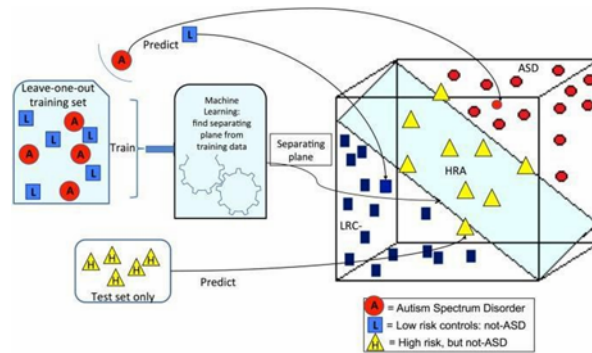 A
Predict
L
ASD
Leave-one-out
training set
L
A
L
L
A
A
L
A
L
Train
Machine
Learning:
find separating
plane from
training data
Separating
plane
HRA
LRC-
H
H
H
H
H
Test set only
Predict
A = Autism Spectrum Disorder
L = Low risk controls: not-ASD
H = High risk, but not-ASD